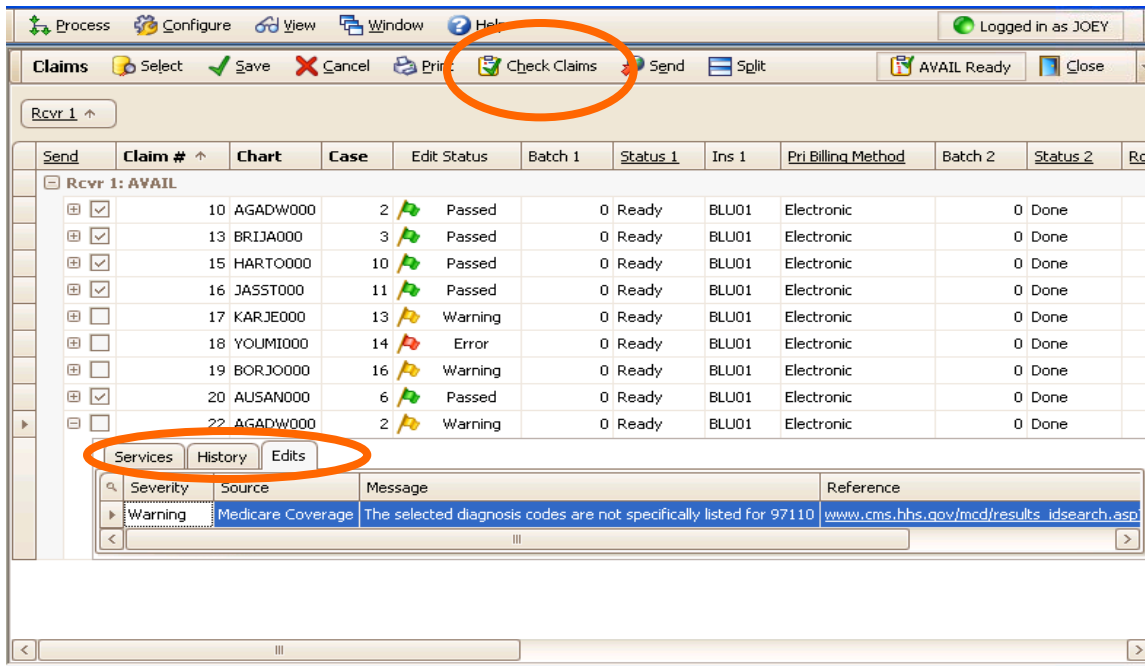 Process Configure View Window Help Logged in as JOEY
Claims Select Save Cancel Print Check Claims Send Split AVAIL Ready Close
Rcvr 1
Send Claim # Chart Case Edit Status Batch 1 Status 1 Ins 1 Pri Billing Method Batch 2 Status 2
Rcvr 1: AVAIL
10 AGADW000 2 Passed 0 Ready BLU01 Electronic 0 Done
13 BRIJA000 3 Passed 0 Ready BLU01 Electronic 0 Done
15 HARTO000 10 Passed 0 Ready BLU01 Electronic 0 Done
16 JASST000 11 Passed 0 Ready BLU01 Electronic 0 Done
17 KARJE000 13 Warning 0 Ready BLU01 Electronic 0 Done
18 YOUMI000 14 Error 0 Ready BLU01 Electronic 0 Done
19 BORJO000 16 Warning 0 Ready BLU01 Electronic 0 Done
20 AUSAN000 6 Passed 0 Ready BLU01 Electronic 0 Done
22 AGADW000 2 Warning 0 Ready BLU01 Electronic 0 Done
Services History Edits
Severity Source Message Reference
Warning Medicare Coverage The selected diagnosis codes are not specifically listed for 97110 www.cms.hhs.gov/mcd/results_idsearch.asp